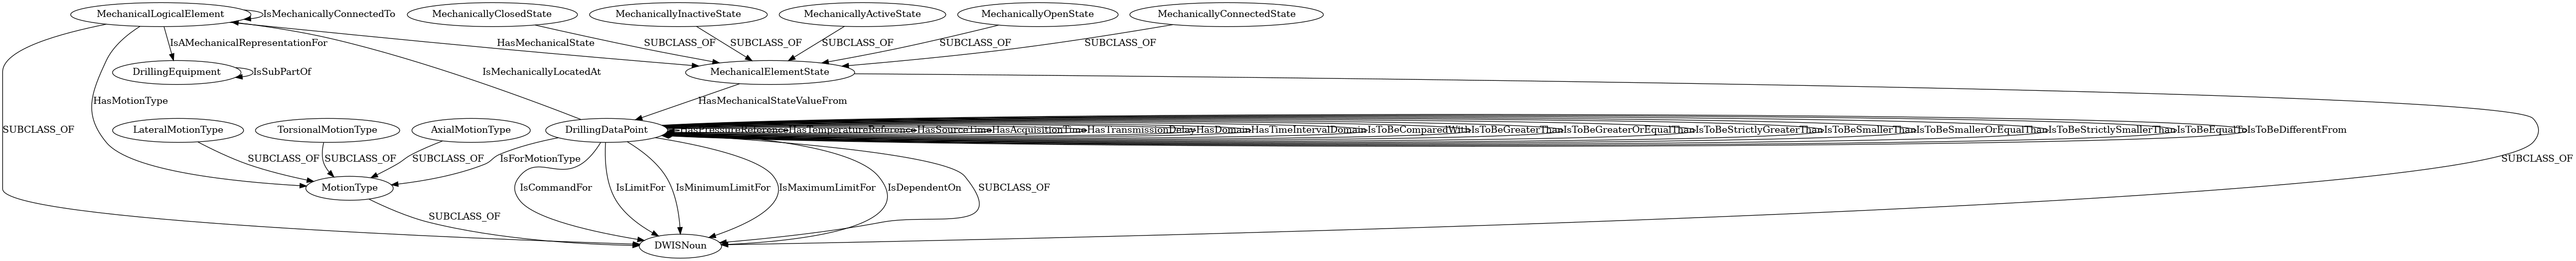 MechanicalLogicalElement
IsMechanicallyConnectedTo
MechanicallyClosedState
MechanicallyInactiveState
MechanicallyActiveState
MechanicallyOpenState
MechanicallyConnectedState
IsAMechanicalRepresentationFor
HasMechanicalState
SUBCLASS_OF
SUBCLASS_OF
SUBCLASS_OF
SUBCLASS_OF
SUBCLASS_OF
DrillingEquipment
IsSubPartOf
IsMechanicallyLocatedAt
MechanicalElementState
HasMotionType
HasMechanicalStateValueFrom
SUBCLASS_OF
LateralMotionType
TorsionalMotionType
AxialMotionType
DrillingDataPoint
HasPressureReference
HasTemperatureReference
HasSourceTime
HasAcquisitionTime
HasTransmissionDelay
HasDomain
HasTimeIntervalDomain
IsToBeComparedWith
IsToBeGreaterThan
IsToBeGreaterOrEqualThan
IsToBeStrictlyGreaterThan
IsToBeSmallerThan
IsToBeSmallerOrEqualThan
IsToBeStrictlySmallerThan
IsToBeEqualTo
IsToBeDifferentFrom
SUBCLASS_OF
SUBCLASS_OF
SUBCLASS_OF
IsForMotionType
SUBCLASS_OF
MotionType
IsCommandFor
IsLimitFor
IsMinimumLimitFor
IsMaximumLimitFor
IsDependentOn
SUBCLASS_OF
SUBCLASS_OF
DWISNoun